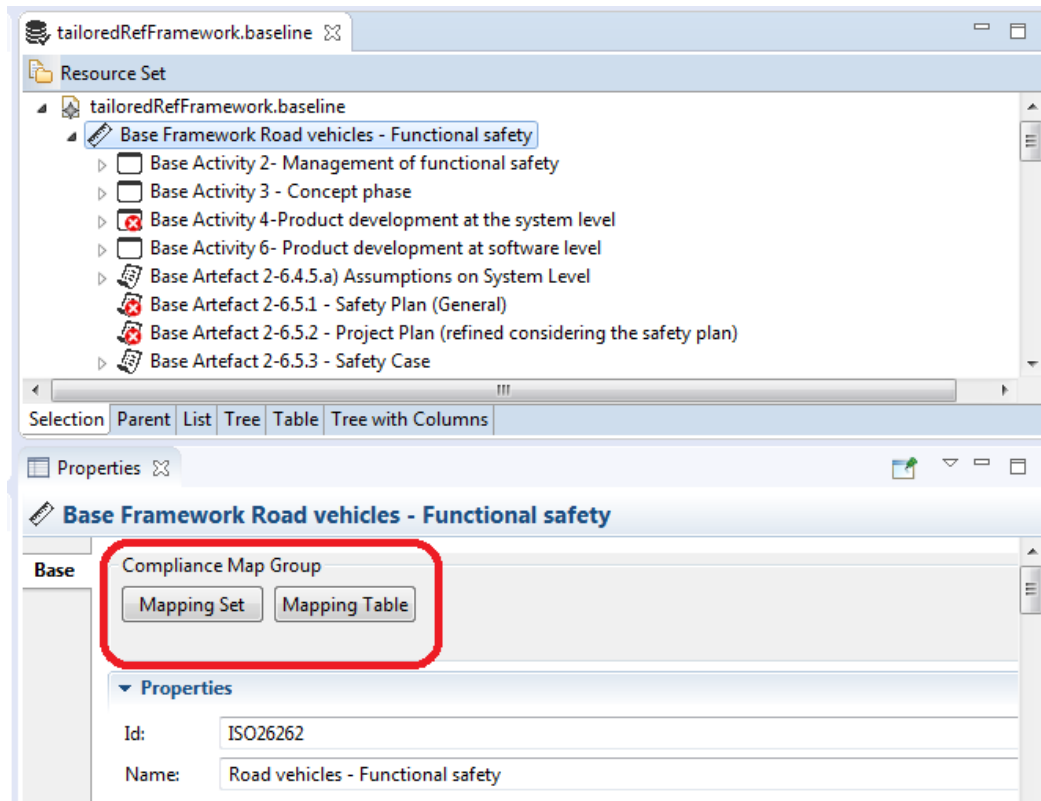 tailoredRefFramework.baseline
Resource Set
tailoredRefFramework.baseline
Base Framework Road vehicles - Functional safety
Base Activity 2- Management of functional safety
Base Activity 3 - Concept phase
Base Activity 4-Product development at the system level
Base Activity 6- Product development at software level
Base Artefact 2-6.4.5.a) Assumptions on System Level
Base Artefact 2-6.5.1 - Safety Plan (General)
Base Artefact 2-6.5.2 - Project Plan (refined considering the safety plan)
Base Artefact 2-6.5.3 - Safety Case
Selection Parent List Tree Table Tree with Columns
Properties
Base Framework Road vehicles - Functional safety
Base
Compliance Map Group
Mapping Set Mapping Table
Properties
Id: ISO26262
Name: Road vehicles - Functional safety